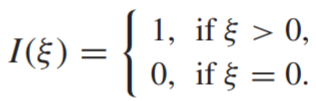 I(ξ) = { 1, if ξ > 0,
0, if ξ = 0.